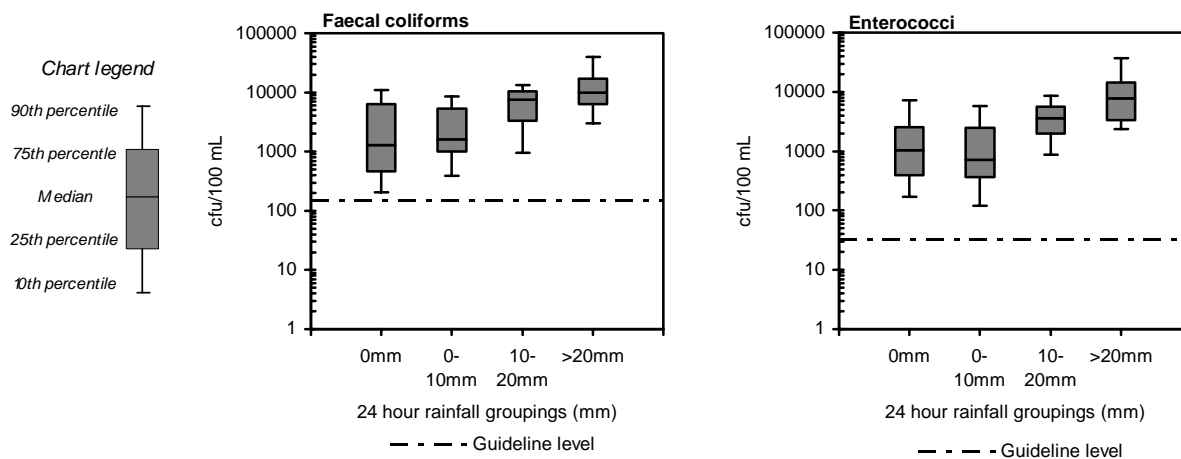 Chart legend
90th percentile
75th percentle
Median
25th percentile
10th percentile
Faecal coliforms
cfu/100 mL
100000
10000
1000
100
10
1
0mm
0-
10mm
10-
20mm
>20mm
24 hour rainfall groupings (mm)
Guideline level
Enterococci
cfu/100 mL
100000
10000
1000
100
10
1
0mm
0-
10mm
10-
20mm
>20mm
24 hour rainfall groupings (mm)
Guideline level